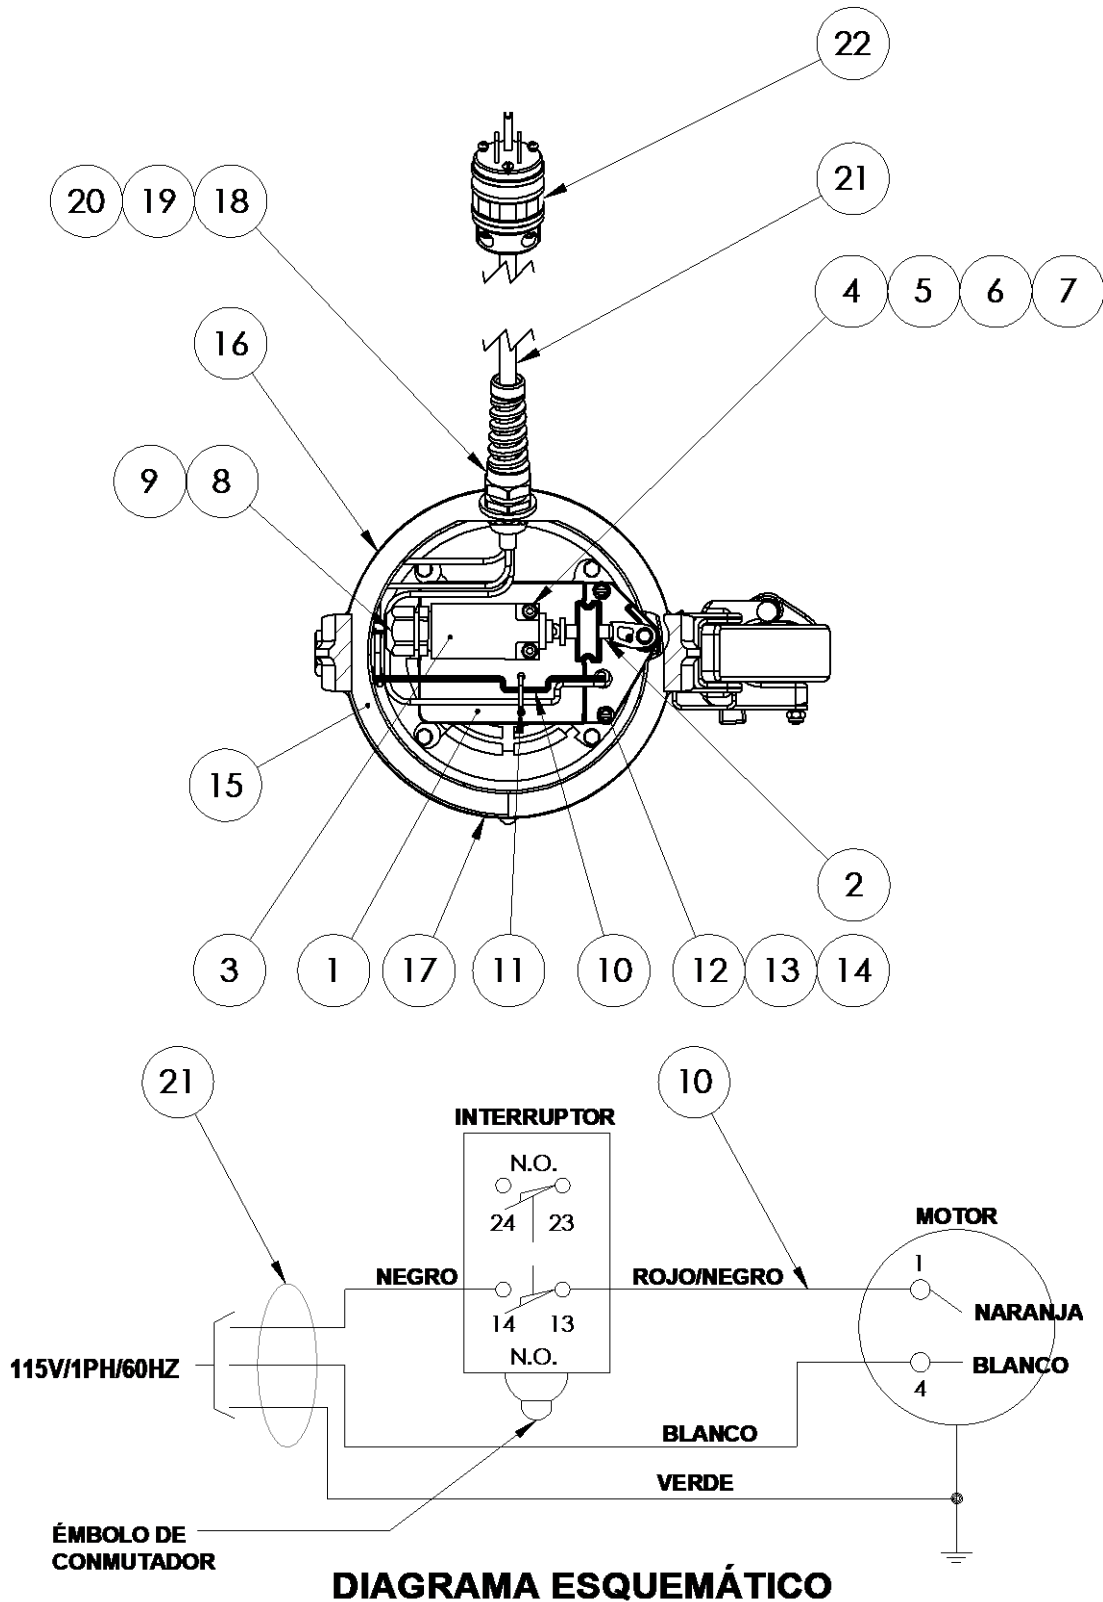 22
20 19 18
21
4 5 6 7
16
9 8
15
2
3 1 17 11 10 12 13 14
21
10
INTERRUPTOR
N.O.
24 23
MOTOR
NEGRO
ROJO/NEGRO
1
14 13
NARANJA
N.O.
115V/1PH/60HZ
BLANCO
4
BLANCO
VERDE
ÉMBOLO DE
CONMUTADOR
DIAGRAMA ESQUEMÁTICO